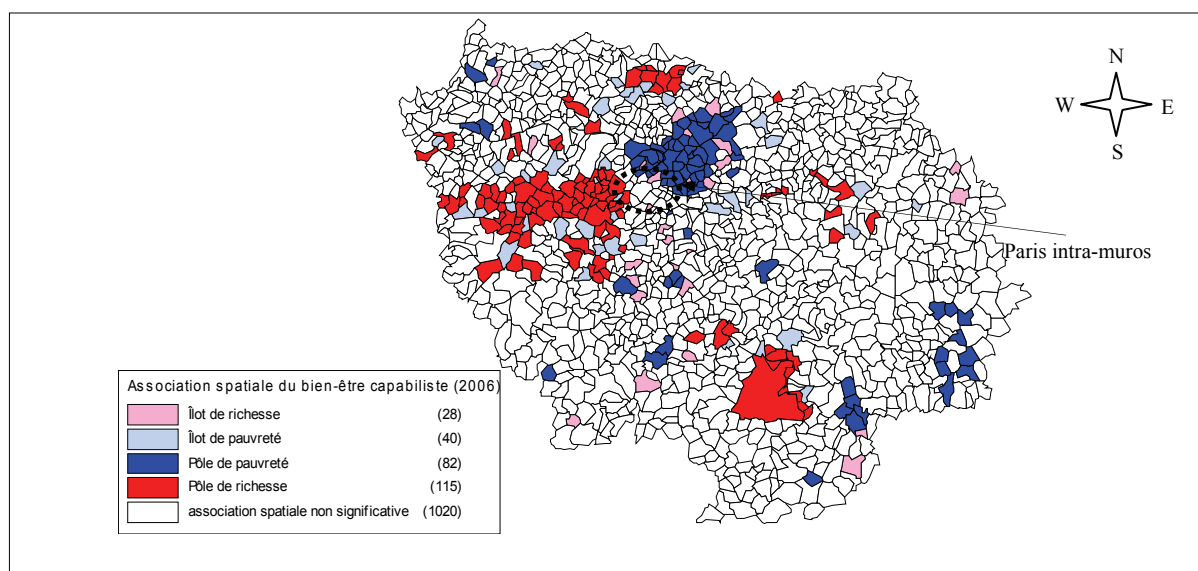 N
W E
S
Paris intra-muros
Association spatiale du bien-être capabiliste (2006)
Îlot de richesse (28)
Îlot de pauvreté (40)
Pôle de pauvreté (82)
Pôle de richesse (115)
association spatiale non significative (1020)